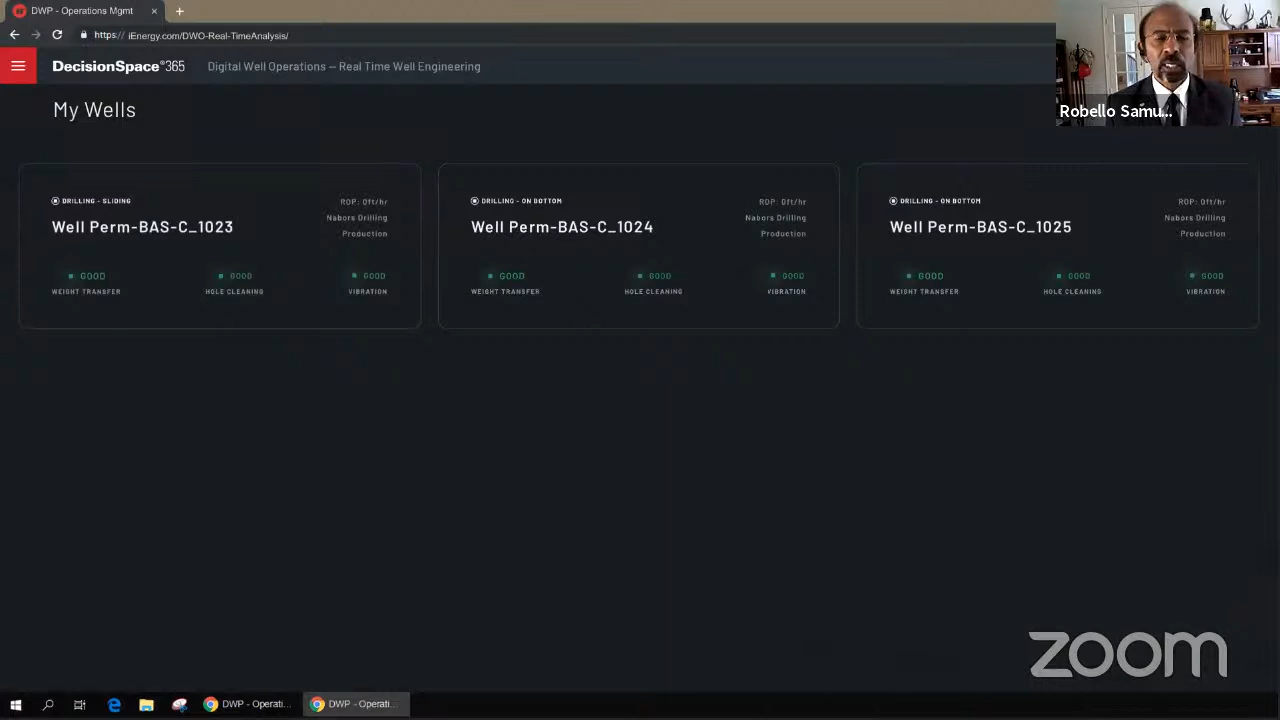 DWP - Operations Mgmt
https:// iEnergy.com/DWO-Real-TimeAnalysis/
DecisionSpace®365
Digital Well Operations – Real Time Well Engineering
Robello Samu...
My Wells
DRILLING - SLIDING
ROP: 0ft/hr
Well Perm-BAS-C_1023
Nabors Drilling
Production
GOOD
GOOD
GOOD
WEIGHT TRANSFER
HOLE CLEANING
VIBRATION
DRILLING - ON BOTTOM
ROP: 0ft/hr
Well Perm-BAS-C_1024
Nabors Drilling
Production
GOOD
GOOD
GOOD
WEIGHT TRANSFER
HOLE CLEANING
VIBRATION
DRILLING - ON BOTTOM
ROP: 0ft/hr
Well Perm-BAS-C_1025
Nabors Drilling
Production
GOOD
GOOD
GOOD
WEIGHT TRANSFER
HOLE CLEANING
VIBRATION
zoom
DWP - Operati...
DWP - Operati...